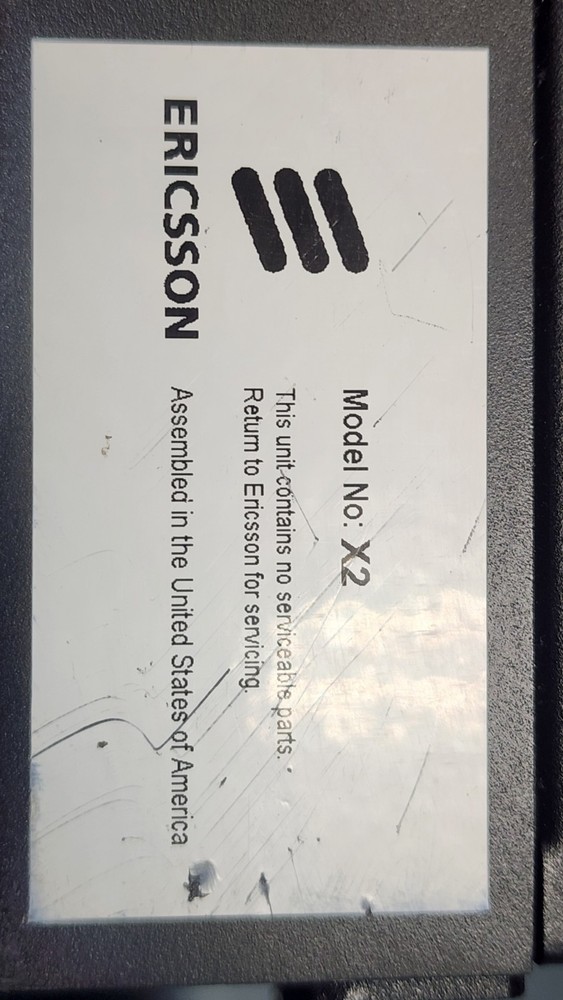 Model No: X2
This unit contains no serviceable parts.
Return to Ericsson for servicing.
ERICSSON
Assembled in the United States of America